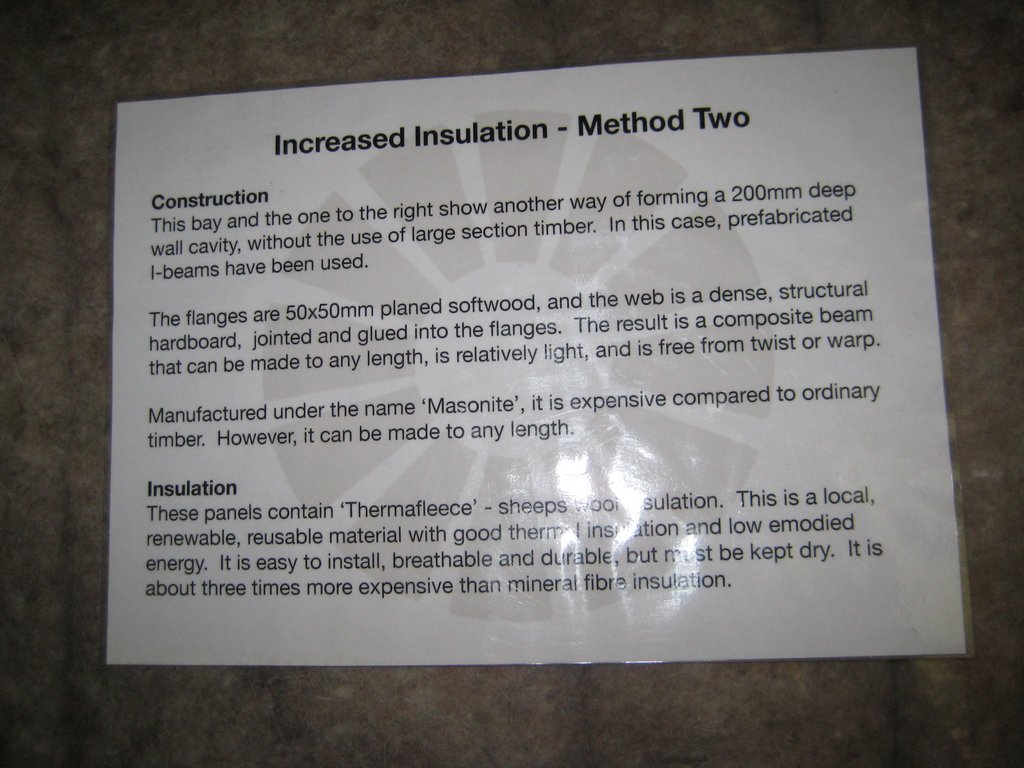 Increased Insulation - Method Two
Construction
This bay and the one to the right show another way of forming a 200mm deep
wall cavity, without the use of large section timber.  In this case, prefabricated
I-beams have been used.
The flanges are 50x50mm planed softwood, and the web is a dense, structural
hardboard,  jointed and glued into the flanges.  The result is a composite beam
that can be made to any length, is relatively light, and is free from twist or warp.
Manufactured under the name ‘Masonite’, it is expensive compared to ordinary
timber.  However, it can be made to any length.
Insulation
These panels contain ‘Thermafleece’ - sheeps wool insulation.  This is a local,
renewable, reusable material with good thermal insulation and low emodied
energy.  It is easy to install, breathable and durable, but must be kept dry.  It is
about three times more expensive than mineral fibre insulation.